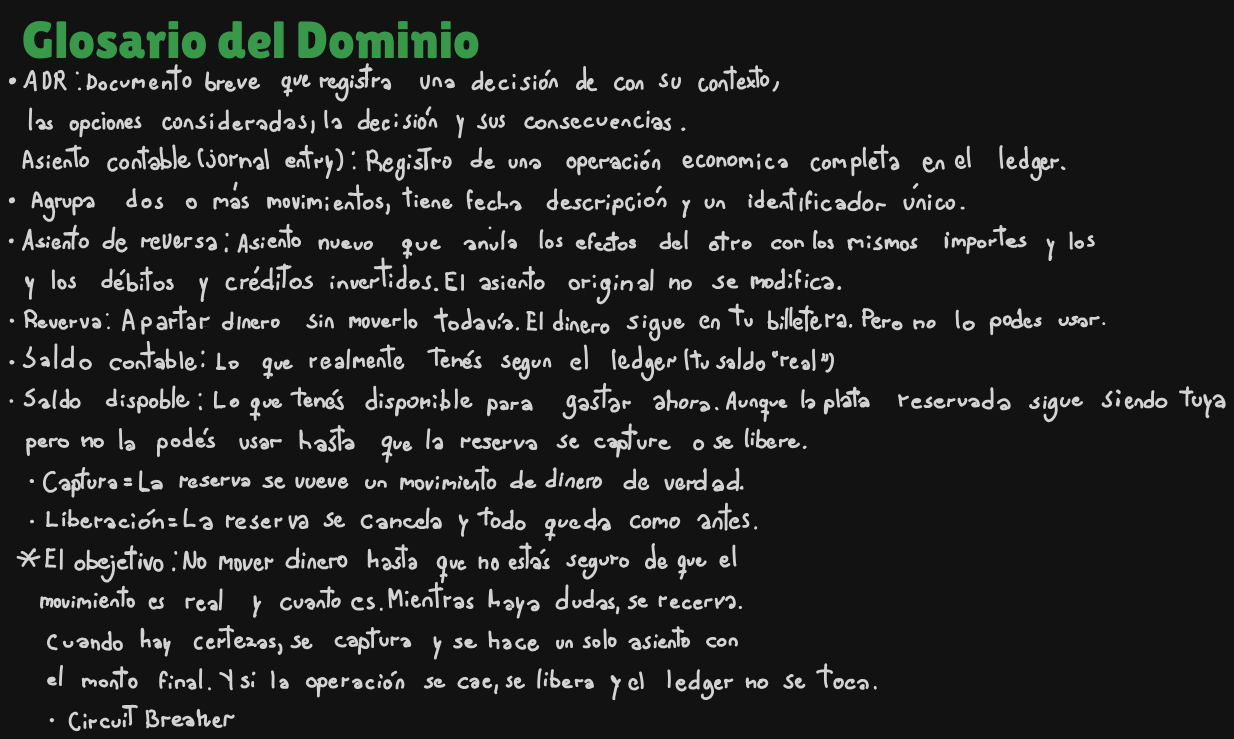 Glosario del Dominio
• ADR: Documento breve que registra una decisión de con su contexto,
las opciones consideradas, la decisión y sus consecuencias.
Asiento contable (jornal entry): Registro de una operación economica completa en el ledger.
• Agrupa dos o más movimientos, tiene fecha descripción y un identificador único.
• Asiento de reversa: Asiento nuevo que anula los efectos del otro con los mismos importes y los
y los débitos y créditos invertidos. El asiento original no se modifica.
• Reverva: Apartar dinero sin moverlo todavía. El dinero sigue en tu billetera. Pero no lo podes usar.
• Saldo contable: Lo que realmente tenés segun el ledger (tu saldo "real")
• Saldo dispoble: Lo que tenés disponible para gastar ahora. Aunque la plata reservada sigue siendo tuya
pero no la podés usar hasta que la reserva se capture o se libere.
• Captura = La reserva se vueve un movimiento de dinero de verdad.
• Liberación = La reserva se cancela y todo queda como antes.
* El obejetivo: No mover dinero hasta que no estás seguro de que el
movimiento es real y cuanto es. Mientras haya dudas, se recerva.
Cuando hay certezas, se captura y se hace un solo asiento con
el monto final. Y si la operación se cae, se libera y el ledger no se toca.
• Circuit Breaker